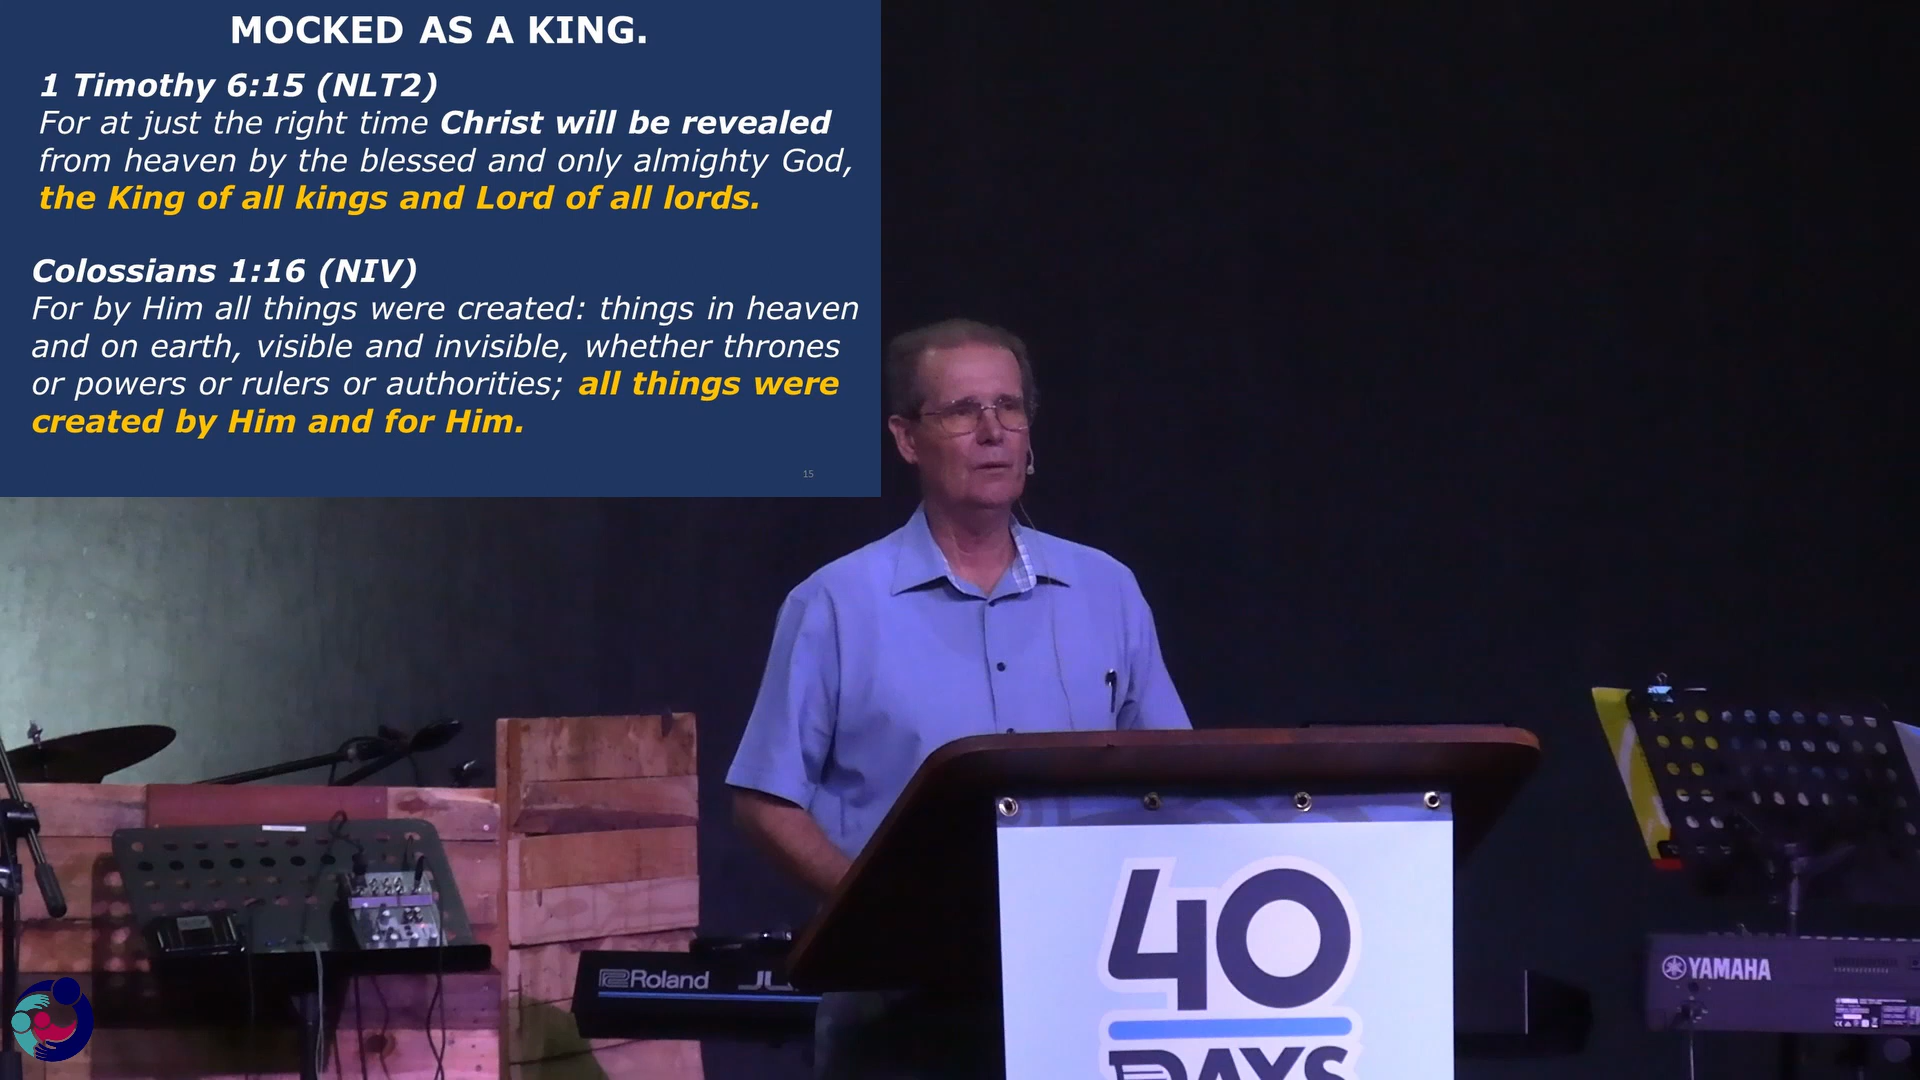 MOCKED AS A KING.
1 Timothy 6:15 (NLT2)
For at just the right time Christ will be revealed
from heaven by the blessed and only almighty God,
the King of all kings and Lord of all lords.
Colossians 1:16 (NIV)
For by Him all things were created: things in heaven
and on earth, visible and invisible, whether thrones
or powers or rulers or authorities; all things were
created by Him and for Him.
15
Roland
YAMAHA
40
DAYS